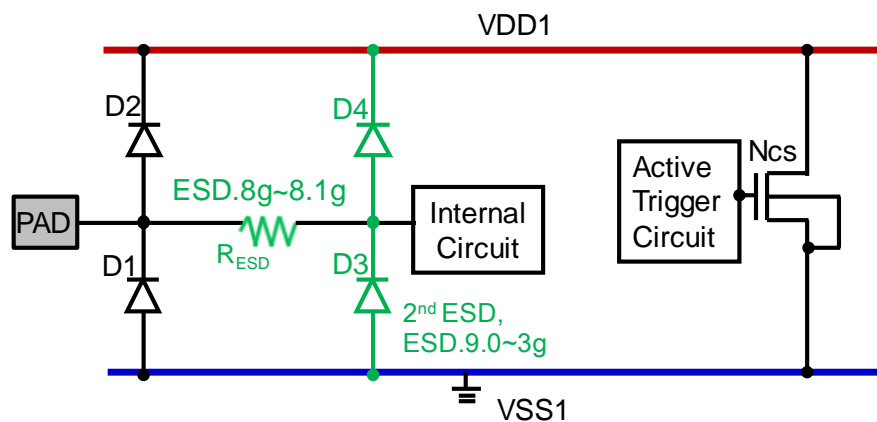 VDD1
D2
D4
Ncs
ESD.8g~8.1g
Active
Trigger
Circuit
PAD
Internal
Circuit
RESD
D1
D3
2nd ESD,
ESD.9.0~3g
VSS1